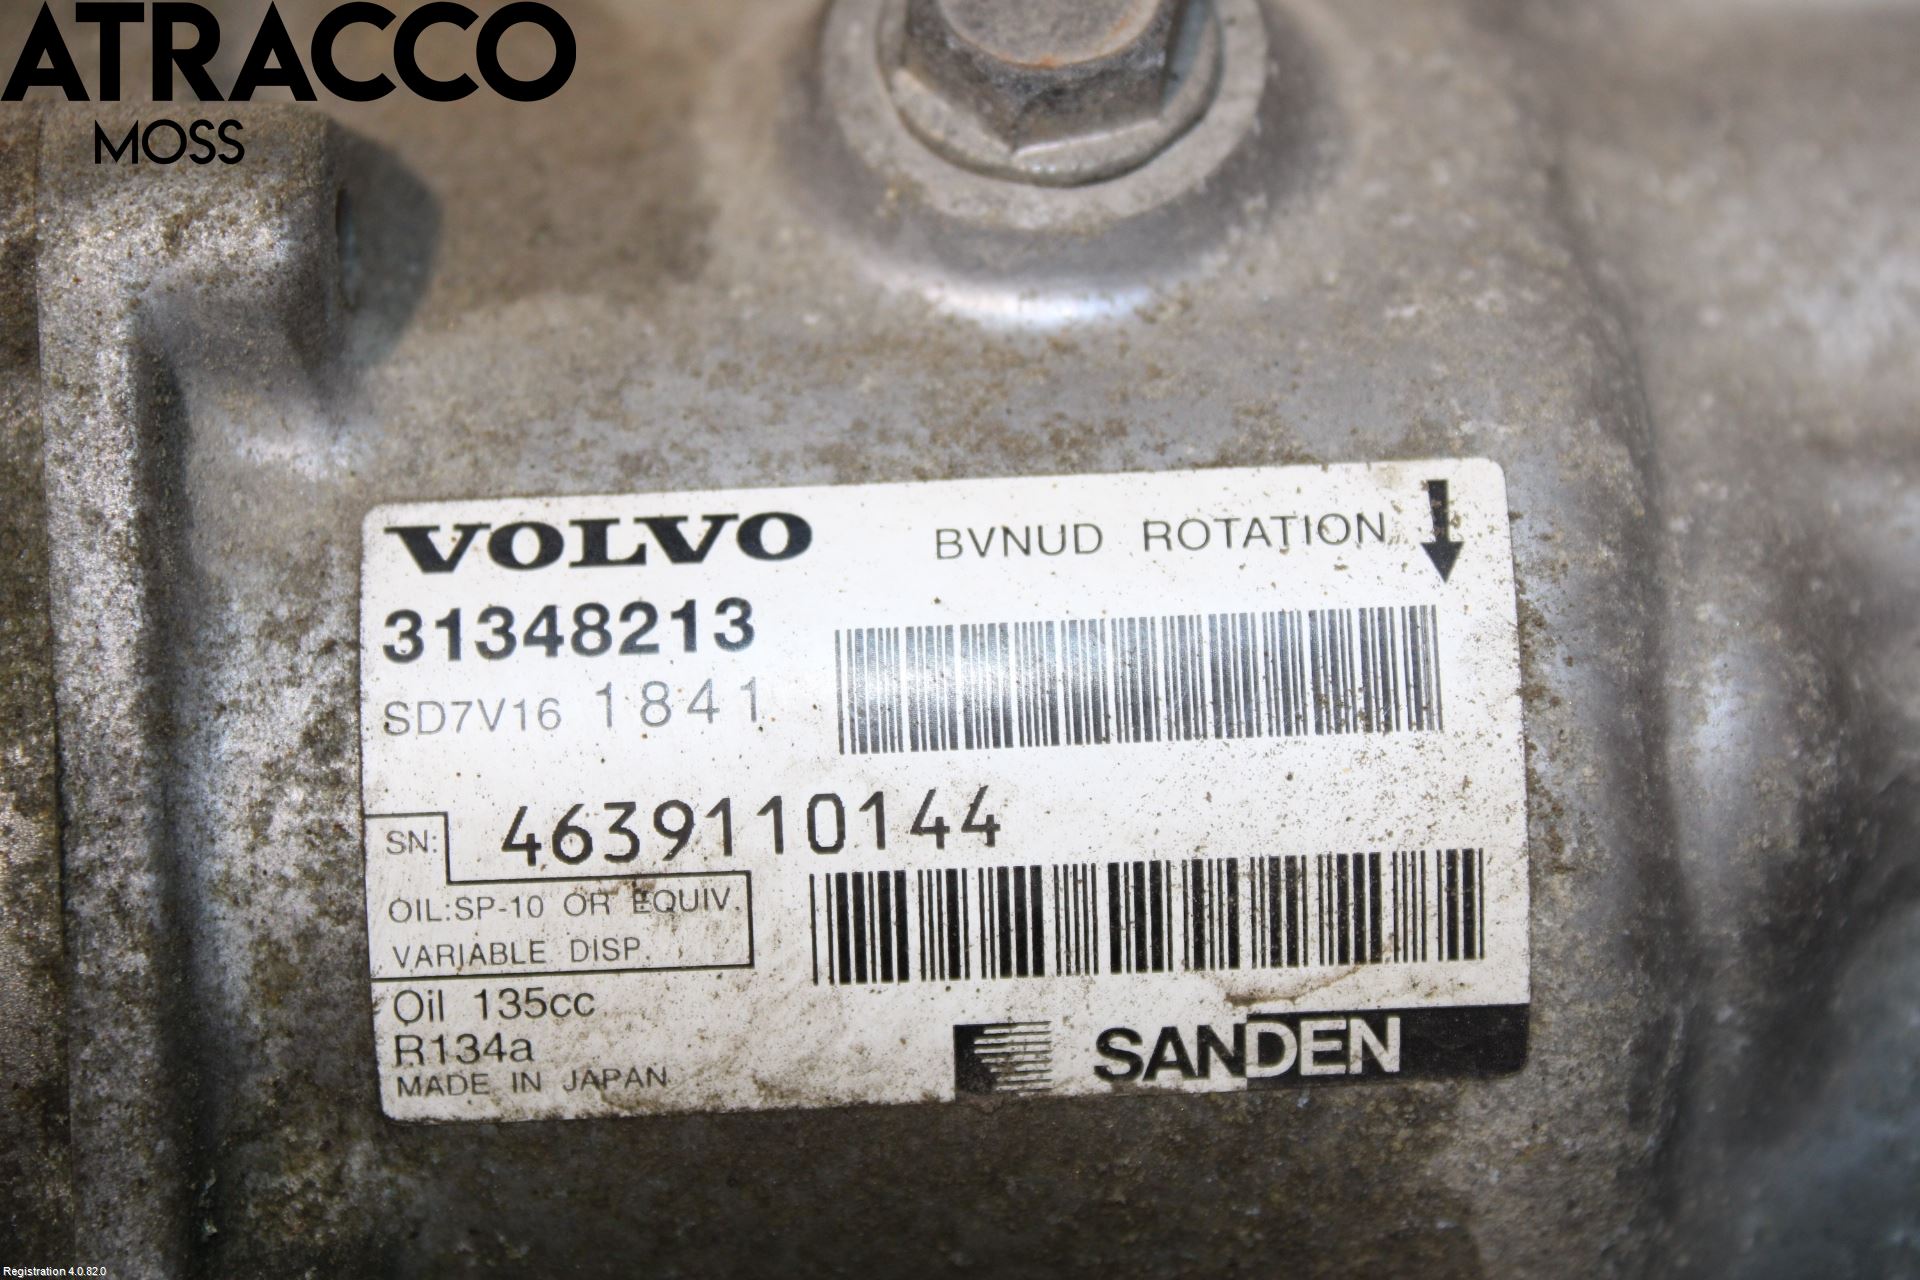 ATRACCO
MOSS
VOLVO BVNUD ROTATION
31348213
SD7V16 1841
SN: 4639110144
OIL:SP-10 OR EQUIV.
VARIABLE DISP.
Oil 135cc
R134a
MADE IN JAPAN
SANDEN
Registration 4.0.82.0